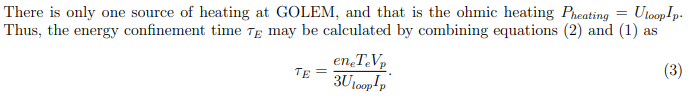 There is only one source of heating at GOLEM, and that is the ohmic heating $P_{heating} = U_{loop}I_p$.
Thus, the energy confinement time $\tau_E$ may be calculated by combining equations (2) and (1) as
$\tau_E = \frac{en_eT_eV_p}{3U_{loop}I_p}.$ (3)